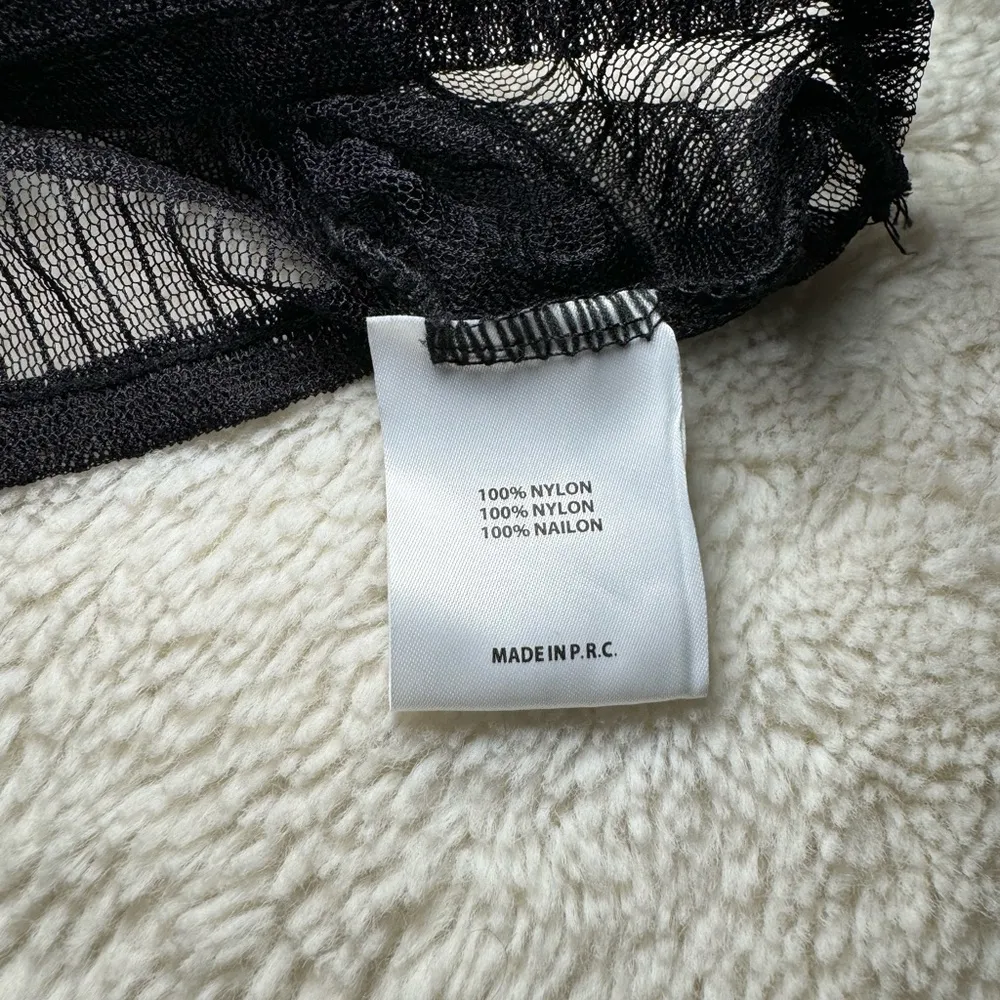 100% NYLON
100% NYLON
100% NAILON
MADE IN P.R.C.